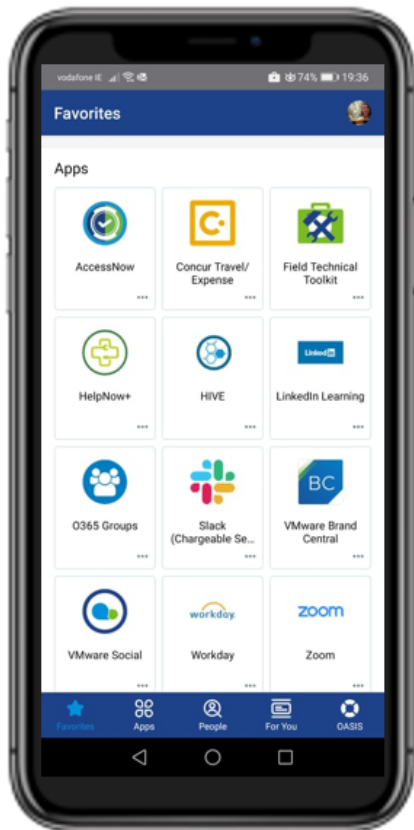 vodafone IE
74%
19:36
Favorites
Apps
C·
AccessNow
Concur Travel/
Expense
Field Technical
Toolkit
HelpNow+
HIVE
LinkedIn
LinkedIn Learning
BC
O365 Groups
Slack
(Chargeable Se...
VMware Brand
Central
workday.
zoom
VMware Social
Workday
Zoom
Favorites
Apps
People
For You
OASIS